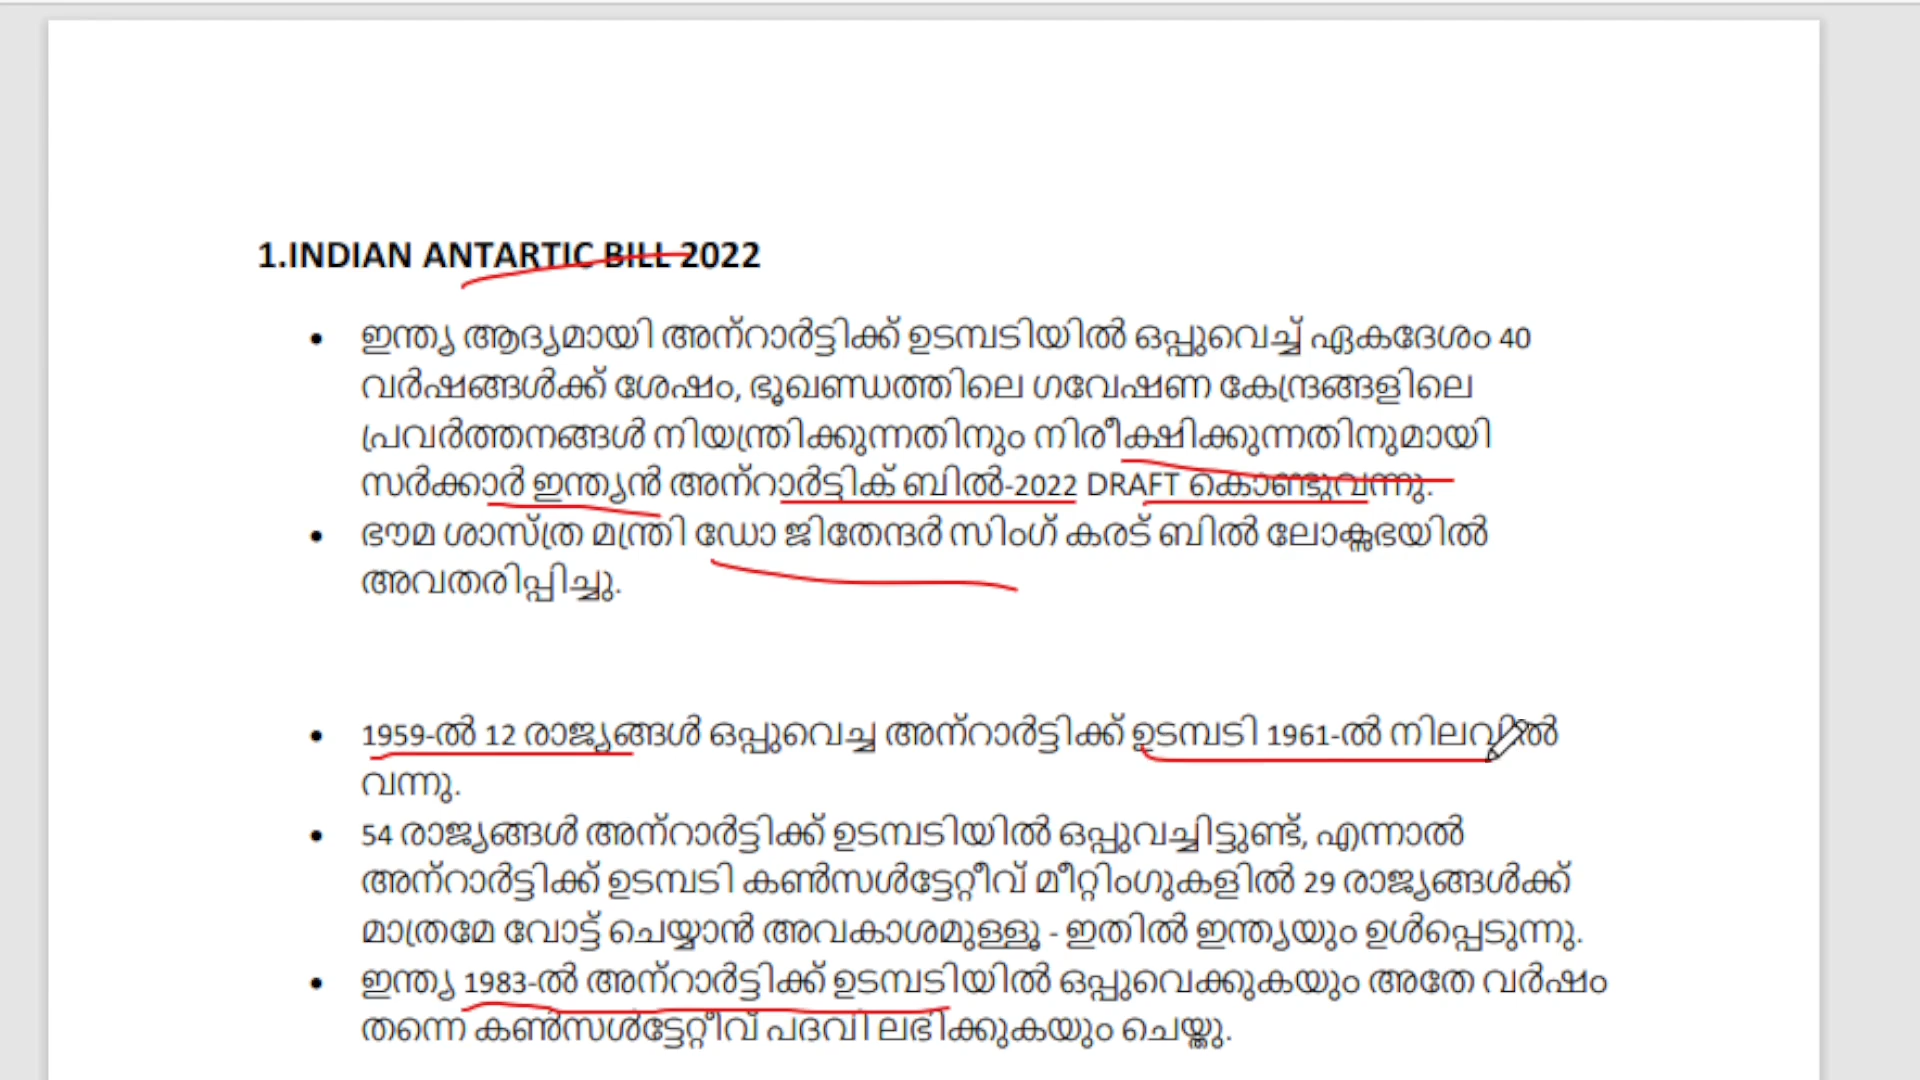 1.INDIAN ANTARTIC BILL 2022
• ഇന്ത്യ ആദ്യമായി അന്റാർട്ടിക്ക് ഉടമ്പടിയിൽ ഒപ്പുവെച്ച് ഏകദേശം 40
വർഷങ്ങൾക്ക് ശേഷം, ഭൂഖണ്ഡത്തിലെ ഗവേഷണ കേന്ദ്രങ്ങളിലെ
പ്രവർത്തനങ്ങൾ നിയന്ത്രിക്കുന്നതിനും നിരീക്ഷിക്കുന്നതിനുമായി
സർക്കാർ ഇന്ത്യൻ അന്റാർട്ടിക് ബിൽ-2022 DRAFT കൊണ്ടുവന്നു.
• ഭൗമ ശാസ്ത്ര മന്ത്രി ഡോ ജിതേന്ദർ സിംഗ് കരട് ബിൽ ലോക്സഭയിൽ
അവതരിപ്പിച്ചു.
• 1959-ൽ 12 രാജ്യങ്ങൾ ഒപ്പുവെച്ച അന്റാർട്ടിക്ക് ഉടമ്പടി 1961-ൽ നിലവിൽ
വന്നു.
• 54 രാജ്യങ്ങൾ അന്റാർട്ടിക്ക് ഉടമ്പടിയിൽ ഒപ്പുവച്ചിട്ടുണ്ട്, എന്നാൽ
അന്റാർട്ടിക്ക് ഉടമ്പടി കൺസൾട്ടേറ്റീവ് മീറ്റിംഗുകളിൽ 29 രാജ്യങ്ങൾക്ക്
മാത്രമേ വോട്ട് ചെയ്യാൻ അവകാശമുള്ളൂ - ഇതിൽ ഇന്ത്യയും ഉൾപ്പെടുന്നു.
• ഇന്ത്യ 1983-ൽ അന്റാർട്ടിക്ക് ഉടമ്പടിയിൽ ഒപ്പുവെക്കുകയും അതേ വർഷം
തന്നെ കൺസൾട്ടേറ്റീവ് പദവി ലഭിക്കുകയും ചെയ്തു.